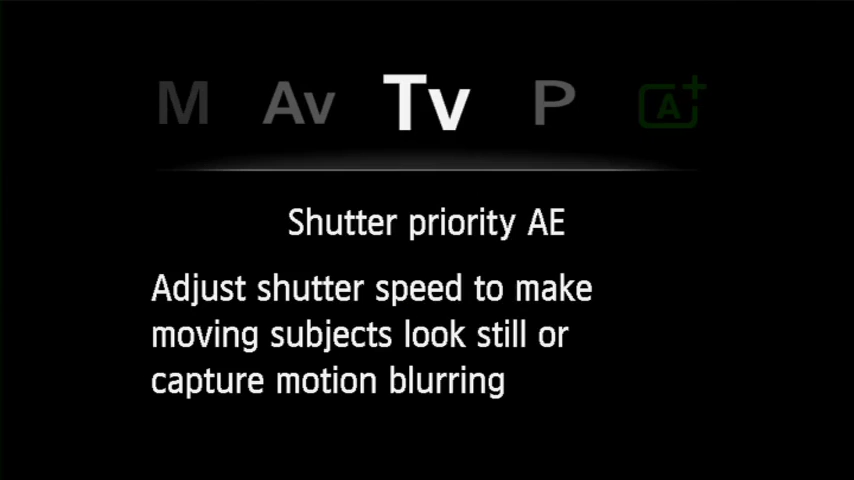 M Av Tv P A+
Shutter priority AE
Adjust shutter speed to make
moving subjects look still or
capture motion blurring